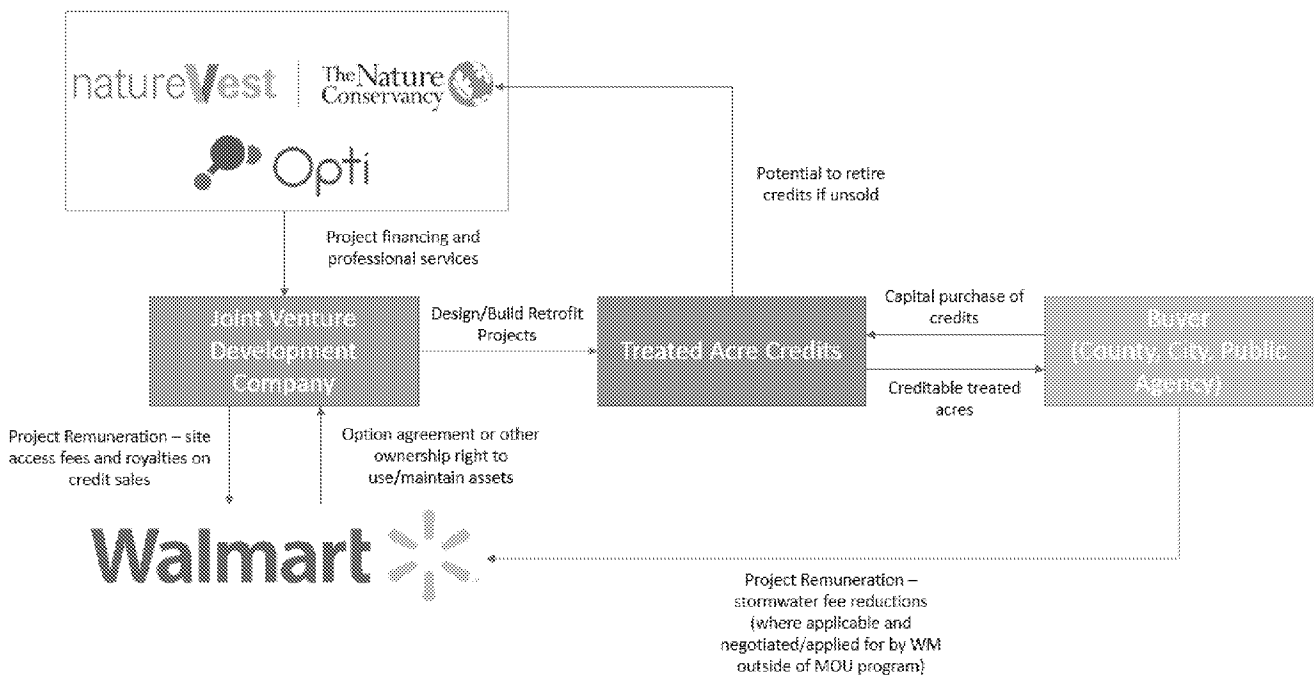 natureVest
The Nature
Conservancy
Opti
Potential to retire
credits if unsold
Project financing and
professional services
Joint Venture
Development
Company
Design/Build Retrofit
Projects
Treated Acre Credits
Capital purchase of
credits
Creditable treated
acres
Buyer
(County, City, Public
Agency)
Project Remuneration – site
access fees and royalties on
credit sales
Option agreement or other
ownership right to
use/maintain assets
Walmart
Project Remuneration –
stormwater fee reductions
(where applicable and
negotiated/applied for by WM
outside of MOU program)